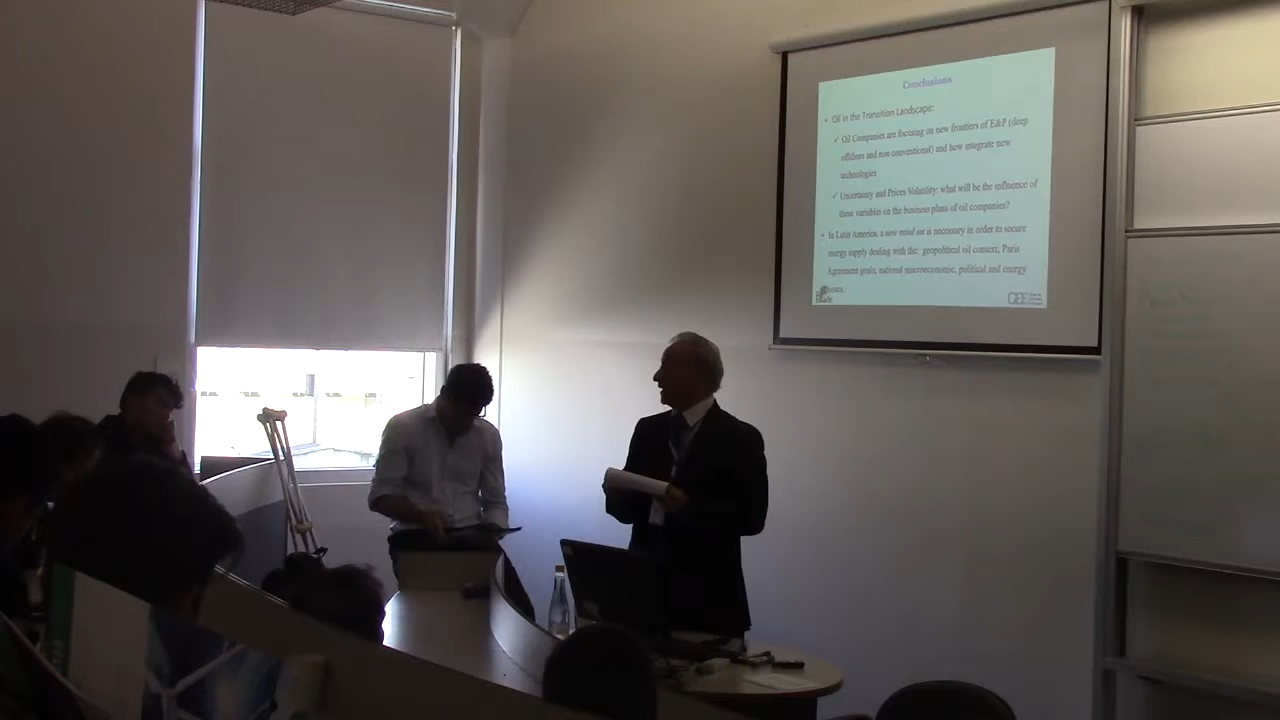 Conclusions
• Oil in the Transition Landscape:
✓ Oil Companies are focusing on new frontiers of E&P (deep
offshore and non conventional) and how integrate new
technologies
✓ Uncertainty and Prices Volatility: what will be the influence of
these variables on the business plans of oil companies?
• In Latin America, a new mind set is necessary in order to secure
energy supply dealing with the: geopolitical oil context; Paris
Agreement goals; national macroeconomic, political and energy
issues.
GEE